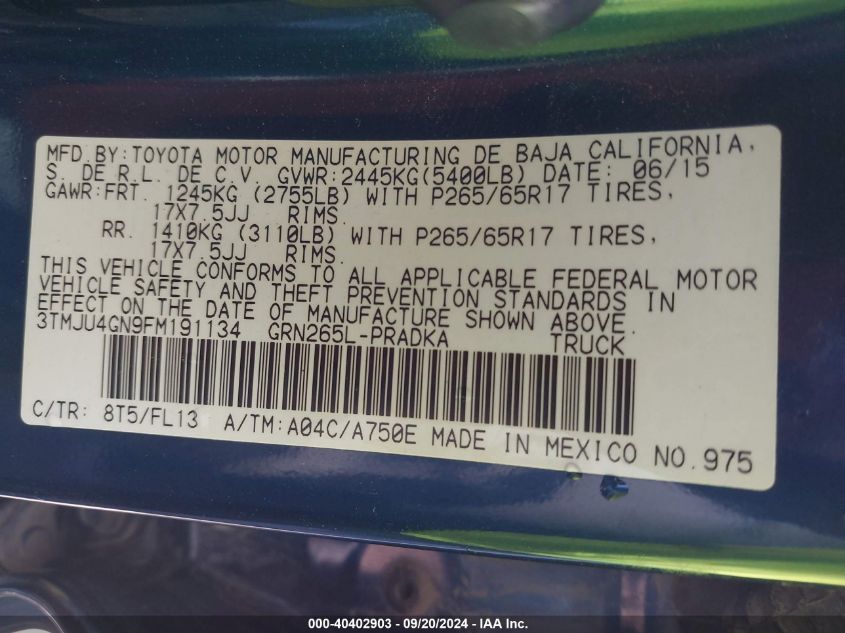 MFD.BY:TOYOTA MOTOR MANUFACTURING DE BAJA CALIFORNIA,
S. DE R.L. DE C.V. GVWR:2445KG(5400LB) DATE: 06/15
GAWR:FRT. 1245KG (2755LB) WITH P265/65R17 TIRES,
17X7.5JJ RIMS.
RR. 1410KG (3110LB) WITH P265/65R17 TIRES,
17X7.5JJ RIMS.
THIS VEHICLE CONFORMS TO ALL APPLICABLE FEDERAL MOTOR
VEHICLE SAFETY AND THEFT PREVENTION STANDARDS IN
EFFECT ON THE DATE OF MANUFACTURE SHOWN ABOVE.
3TMJU4GN9FM191134 GRN265L-PRADKA TRUCK
C/TR: 8T5/FL13 A/TM:A04C/A750E MADE IN MEXICO NO.975
000-40402903 - 09/20/2024 - IAA Inc.